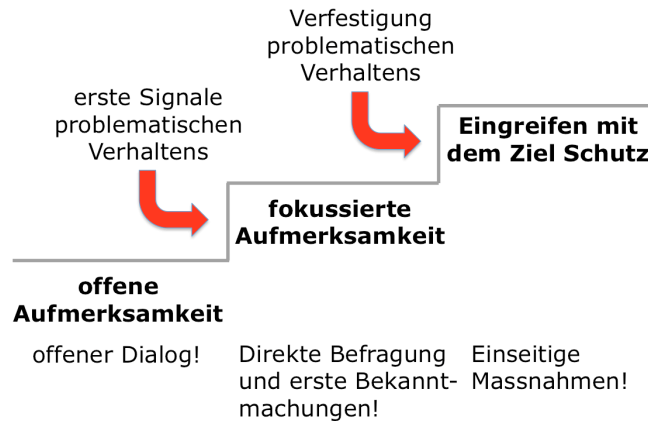 Verfestigung
problematischen
Verhaltens
erste Signale
problematischen
Verhaltens
Eingreifen mit
dem Ziel Schutz
fokussierte
Aufmerksamkeit
offene
Aufmerksamkeit
offener Dialog!
Direkte Befragung
und erste Bekannt-
machungen!
Einseitige
Massnahmen!